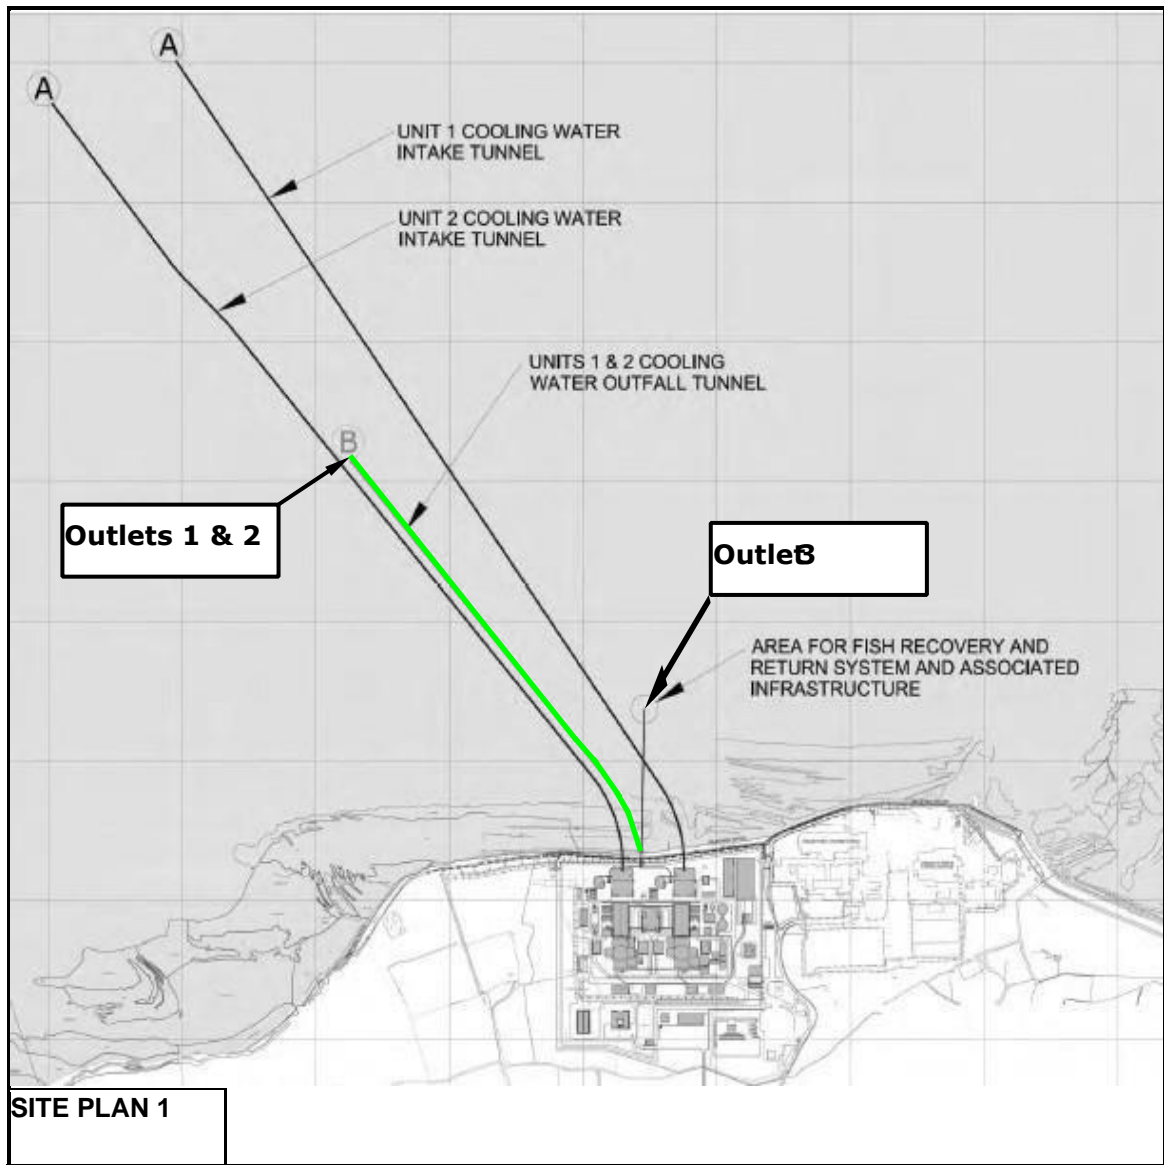 A
A
UNIT 1 COOLING WATER
INTAKE TUNNEL
UNIT 2 COOLING WATER
INTAKE TUNNEL
UNITS 1 & 2 COOLING
WATER OUTFALL TUNNEL
B
Outlets 1 & 2
Outlet3
AREA FOR FISH RECOVERY AND
RETURN SYSTEM AND ASSOCIATED
INFRASTRUCTURE
SITE PLAN 1